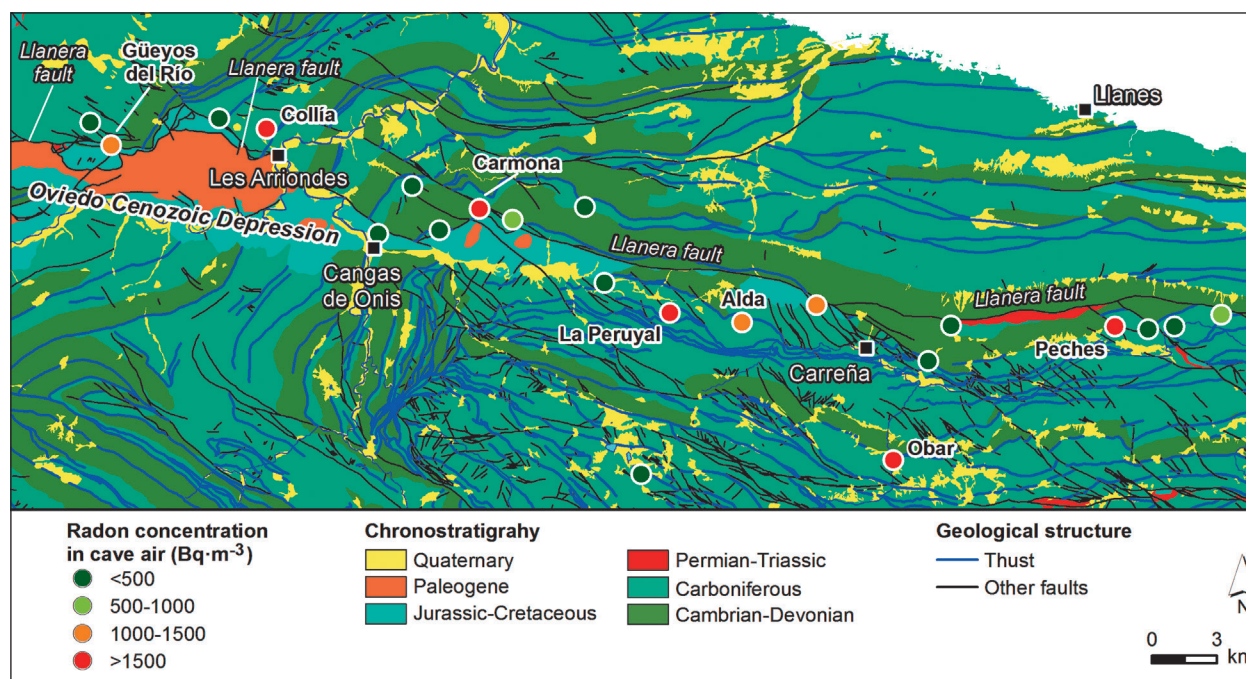 Llanera
fault
Güeyos
del Río
Llanera fault
Collía
Llanes
Les Arriondes
Carmona
Oviedo Cenozoic Depression
Cangas
de Onis
Llanera fault
Alda
Llanera fault
La Peruyal
Carreña
Peches
Obar
Radon concentration
in cave air (Bq·m-3)
<500
500-1000
1000-1500
>1500
Chronostratigrahy
Quaternary
Paleogene
Jurassic-Cretaceous
Permian-Triassic
Carboniferous
Cambrian-Devonian
Geological structure
Thust
Other faults
N
0 3
km